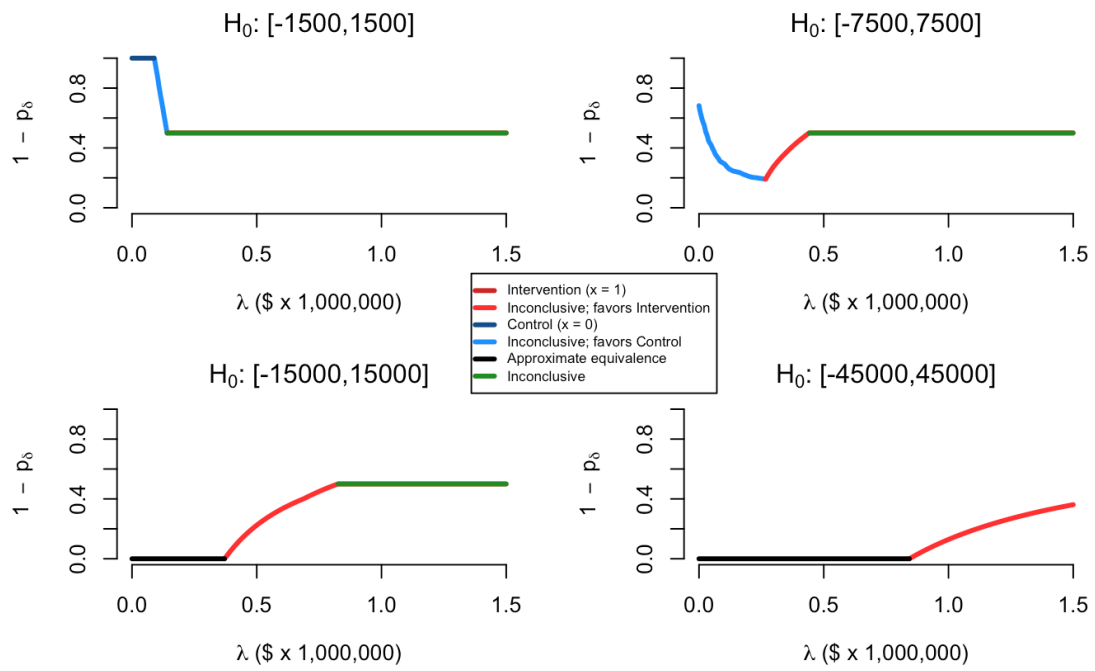 H₀: [-1500,1500]
1 − pδ
0.0 0.4 0.8
0.0 0.5 1.0 1.5
λ ($ x 1,000,000)
H₀: [-7500,7500]
1 − pδ
0.0 0.4 0.8
0.0 0.5 1.0 1.5
λ ($ x 1,000,000)
Intervention (x = 1)
Inconclusive; favors Intervention
Control (x = 0)
Inconclusive; favors Control
Approximate equivalence
Inconclusive
H₀: [-15000,15000]
1 − pδ
0.0 0.4 0.8
0.0 0.5 1.0 1.5
λ ($ x 1,000,000)
H₀: [-45000,45000]
1 − pδ
0.0 0.4 0.8
0.0 0.5 1.0 1.5
λ ($ x 1,000,000)